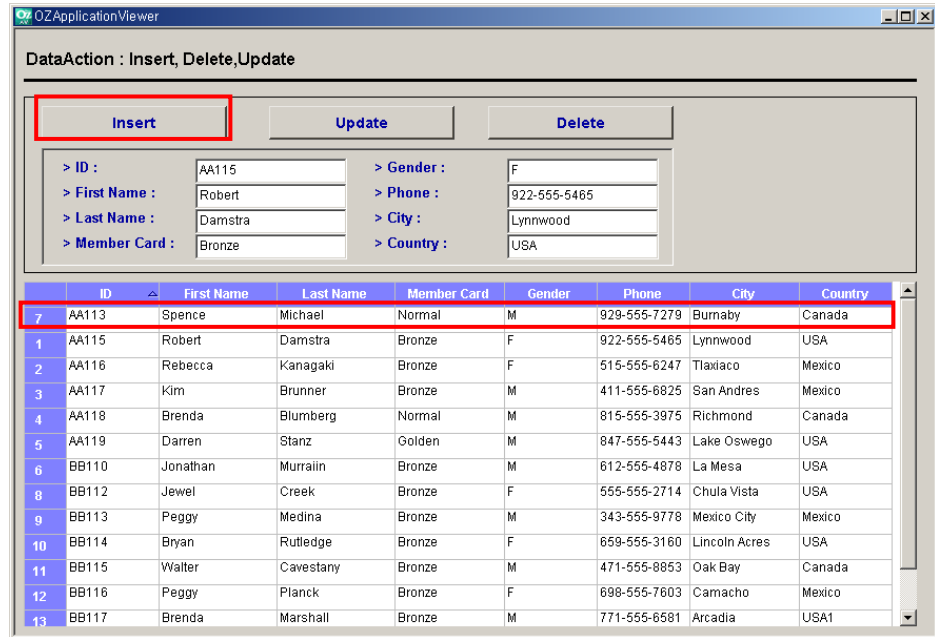 OZ OZApplicationViewer
DataAction : Insert, Delete,Update
Insert Update Delete
> ID : AA115 > Gender : F
> First Name : Robert > Phone : 922-555-5465
> Last Name : Damstra > City : Lynnwood
> Member Card : Bronze > Country : USA
ID First Name Last Name Member Card Gender Phone City Country
7 AA113 Spence Michael Normal M 929-555-7279 Burnaby Canada
1 AA115 Robert Damstra Bronze F 922-555-5465 Lynnwood USA
2 AA116 Rebecca Kanagaki Bronze F 515-555-6247 Tlaxiaco Mexico
3 AA117 Kim Brunner Bronze M 411-555-6825 San Andres Mexico
4 AA118 Brenda Blumberg Normal M 815-555-3975 Richmond Canada
5 AA119 Darren Stanz Golden M 847-555-5443 Lake Oswego USA
6 BB110 Jonathan Murraiin Bronze M 612-555-4878 La Mesa USA
8 BB112 Jewel Creek Bronze F 555-555-2714 Chula Vista USA
9 BB113 Peggy Medina Bronze M 343-555-9778 Mexico City Mexico
10 BB114 Bryan Rutledge Bronze F 659-555-3160 Lincoln Acres USA
11 BB115 Walter Cavestany Bronze M 471-555-8853 Oak Bay Canada
12 BB116 Peggy Planck Bronze F 698-555-7603 Camacho Mexico
13 BB117 Brenda Marshall Bronze M 771-555-6581 Arcadia USA1